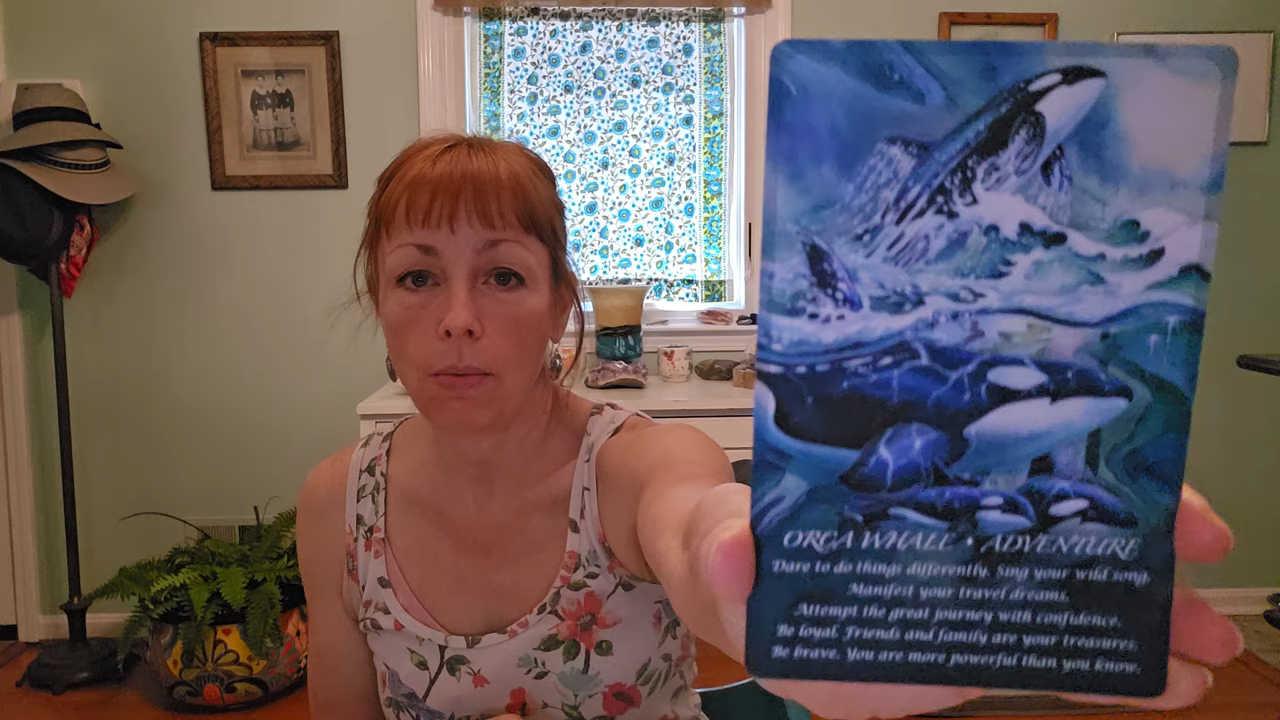 ORCA WHALE • ADVENTURE
Dare to do things differently. Sing your wild song.
Manifest your travel dreams.
Attempt the great journey with confidence.
Be loyal. Friends and family are your treasures.
Be brave. You are more powerful than you know.